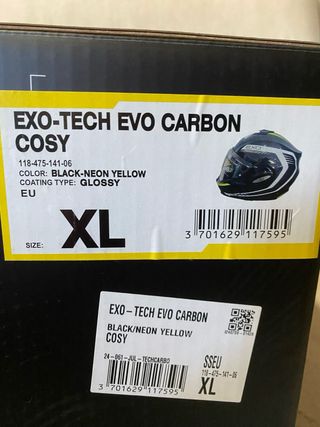 EXO-TECH EVO CARBON
COSY
118-475-141-06
COLOR: BLACK-NEON YELLOW
COATING TYPE: GLOSSY
EU
SIZE: XL
3 701629 117595
EXO-TECH EVO CARBON
BLACK/NEON YELLOW
COSY
24-061-JUL-TECHCARBO
SSEU
118-475-141-06
XL
3 701629 117595